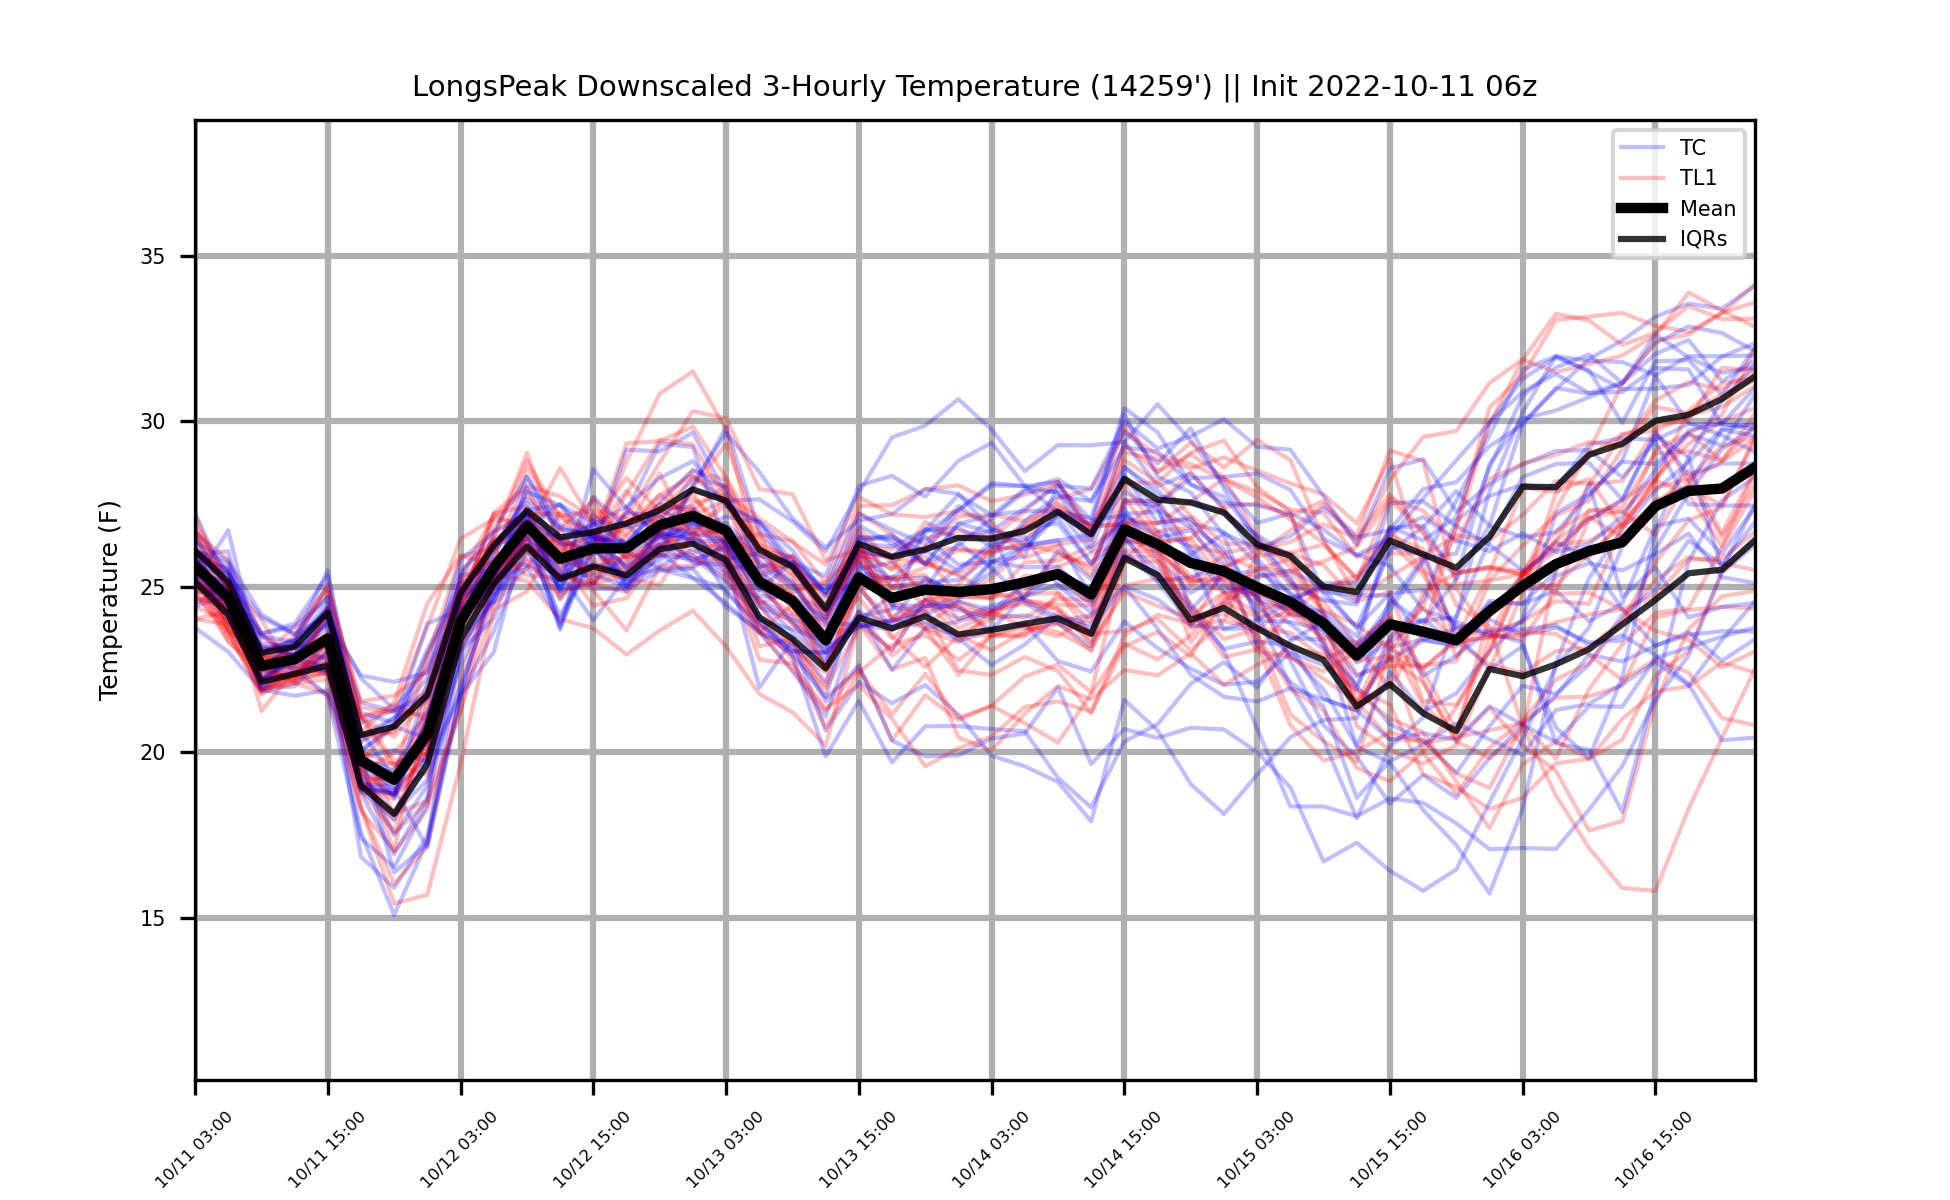 LongsPeak Downscaled 3-Hourly Temperature (14259') || Init 2022-10-11 06z
TC
TL1
Mean
IQRs
Temperature (F)
35
30
25
20
15
10/11 03:00
10/11 15:00
10/12 03:00
10/12 15:00
10/13 03:00
10/13 15:00
10/14 03:00
10/14 15:00
10/15 03:00
10/15 15:00
10/16 03:00
10/16 15:00